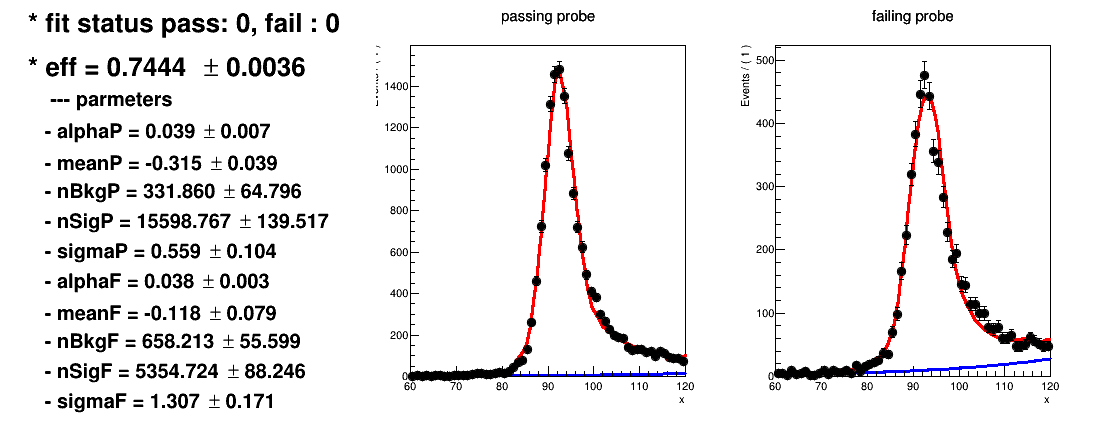 * fit status pass: 0, fail : 0
* eff = 0.7444 ± 0.0036
--- parmeters
- alphaP = 0.039 ± 0.007
- meanP = -0.315 ± 0.039
- nBkgP = 331.860 ± 64.796
- nSigP = 15598.767 ± 139.517
- sigmaP = 0.559 ± 0.104
- alphaF = 0.038 ± 0.003
- meanF = -0.118 ± 0.079
- nBkgF = 658.213 ± 55.599
- nSigF = 5354.724 ± 88.246
- sigmaF = 1.307 ± 0.171
passing probe
1400
1200
1000
800
600
400
200
0
60 70 80 90 100 110 120
x
failing probe
Events / ( 1 )
500
400
300
200
100
0
60 70 80 90 100 110 120
x